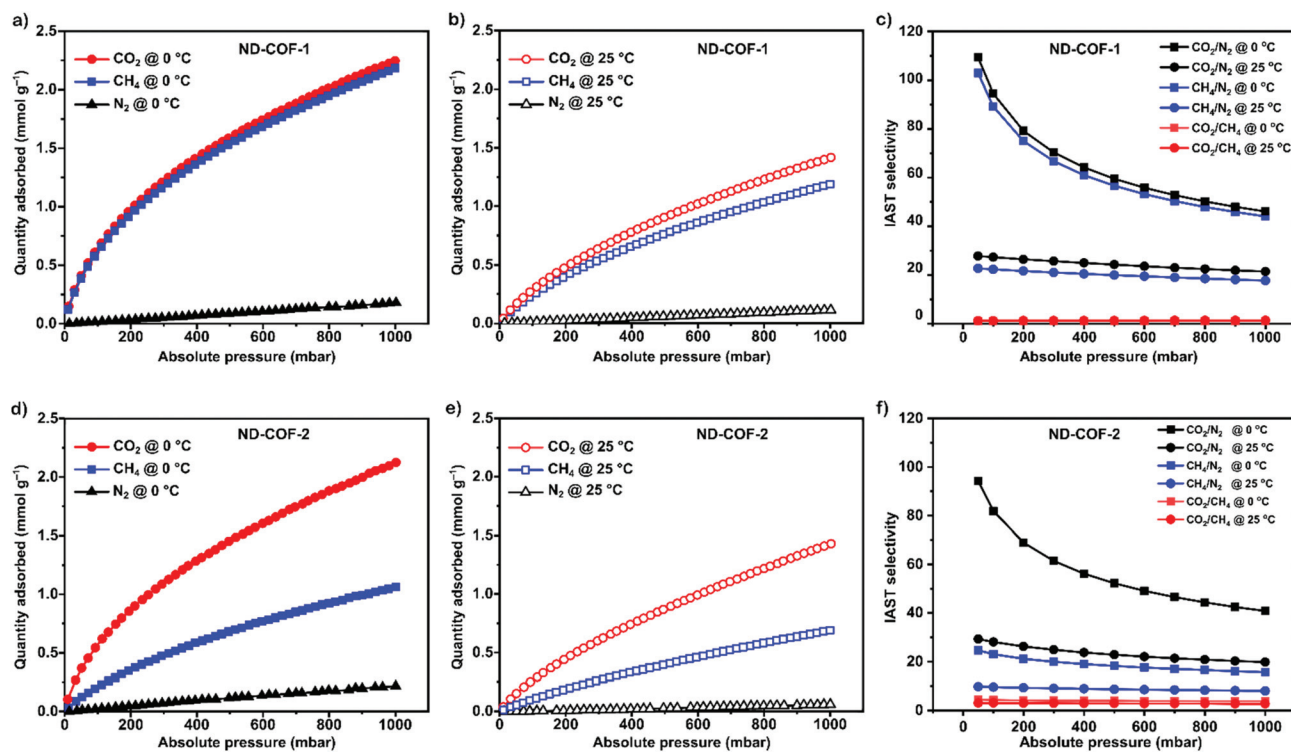 a)
ND-COF-1
CO₂ @ 0 °C
CH₄ @ 0 °C
N₂ @ 0 °C
Quantity adsorbed (mmol g⁻¹)
2.5
2.0
1.5
1.0
0.5
0.0
0 200 400 600 800 1000
Absolute pressure (mbar)
b)
ND-COF-1
CO₂ @ 25 °C
CH₄ @ 25 °C
N₂ @ 25 °C
Quantity adsorbed (mmol g⁻¹)
2.5
2.0
1.5
1.0
0.5
0.0
0 200 400 600 800 1000
Absolute pressure (mbar)
c)
ND-COF-1
CO₂/N₂ @ 0 °C
CO₂/N₂ @ 25 °C
CH₄/N₂ @ 0 °C
CH₄/N₂ @ 25 °C
CO₂/CH₄ @ 0 °C
CO₂/CH₄ @ 25 °C
IAST selectivity
120
100
80
60
40
20
0
0 200 400 600 800 1000
Absolute pressure (mbar)
d)
ND-COF-2
CO₂ @ 0 °C
CH₄ @ 0 °C
N₂ @ 0 °C
Quantity adsorbed (mmol g⁻¹)
2.5
2.0
1.5
1.0
0.5
0.0
0 200 400 600 800 1000
Absolute pressure (mbar)
e)
ND-COF-2
CO₂ @ 25 °C
CH₄ @ 25 °C
N₂ @ 25 °C
Quantity adsorbed (mmol g⁻¹)
2.5
2.0
1.5
1.0
0.5
0.0
0 200 400 600 800 1000
Absolute pressure (mbar)
f)
ND-COF-2
CO₂/N₂ @ 0 °C
CO₂/N₂ @ 25 °C
CH₄/N₂ @ 0 °C
CH₄/N₂ @ 25 °C
CO₂/CH₄ @ 0 °C
CO₂/CH₄ @ 25 °C
IAST selectivity
120
100
80
60
40
20
0
0 200 400 600 800 1000
Absolute pressure (mbar)